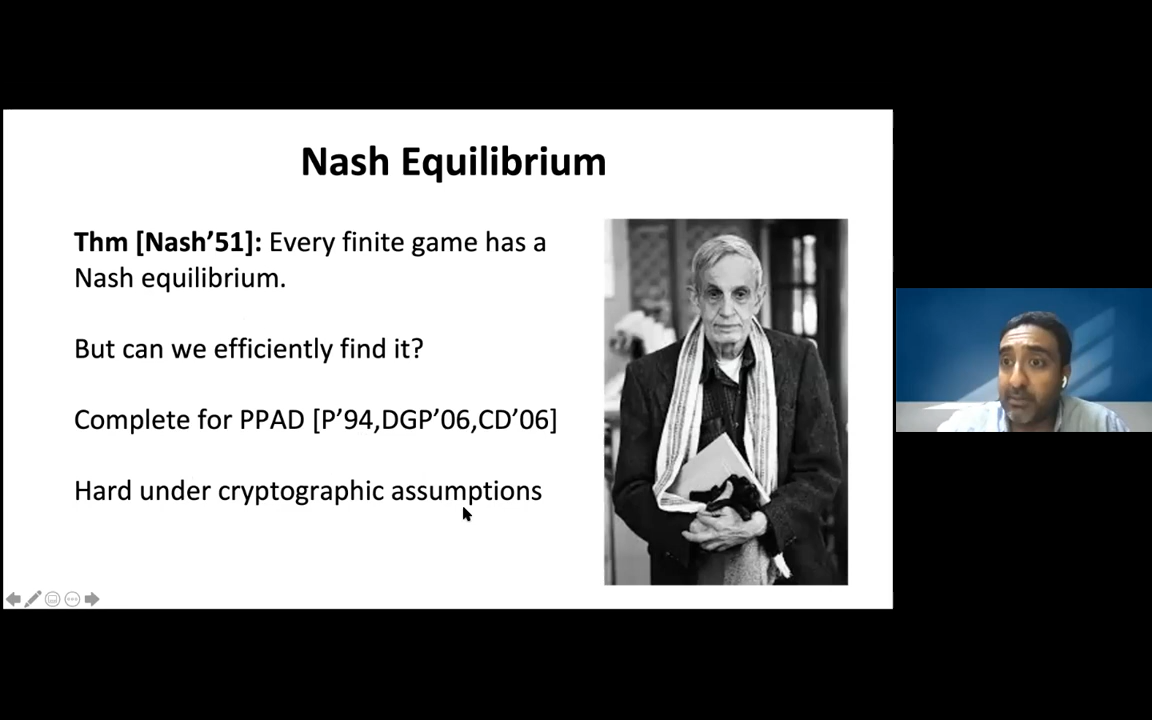 Nash Equilibrium
Thm [Nash’51]: Every finite game has a
Nash equilibrium.
But can we efficiently find it?
Complete for PPAD [P’94,DGP’06,CD’06]
Hard under cryptographic assumptions